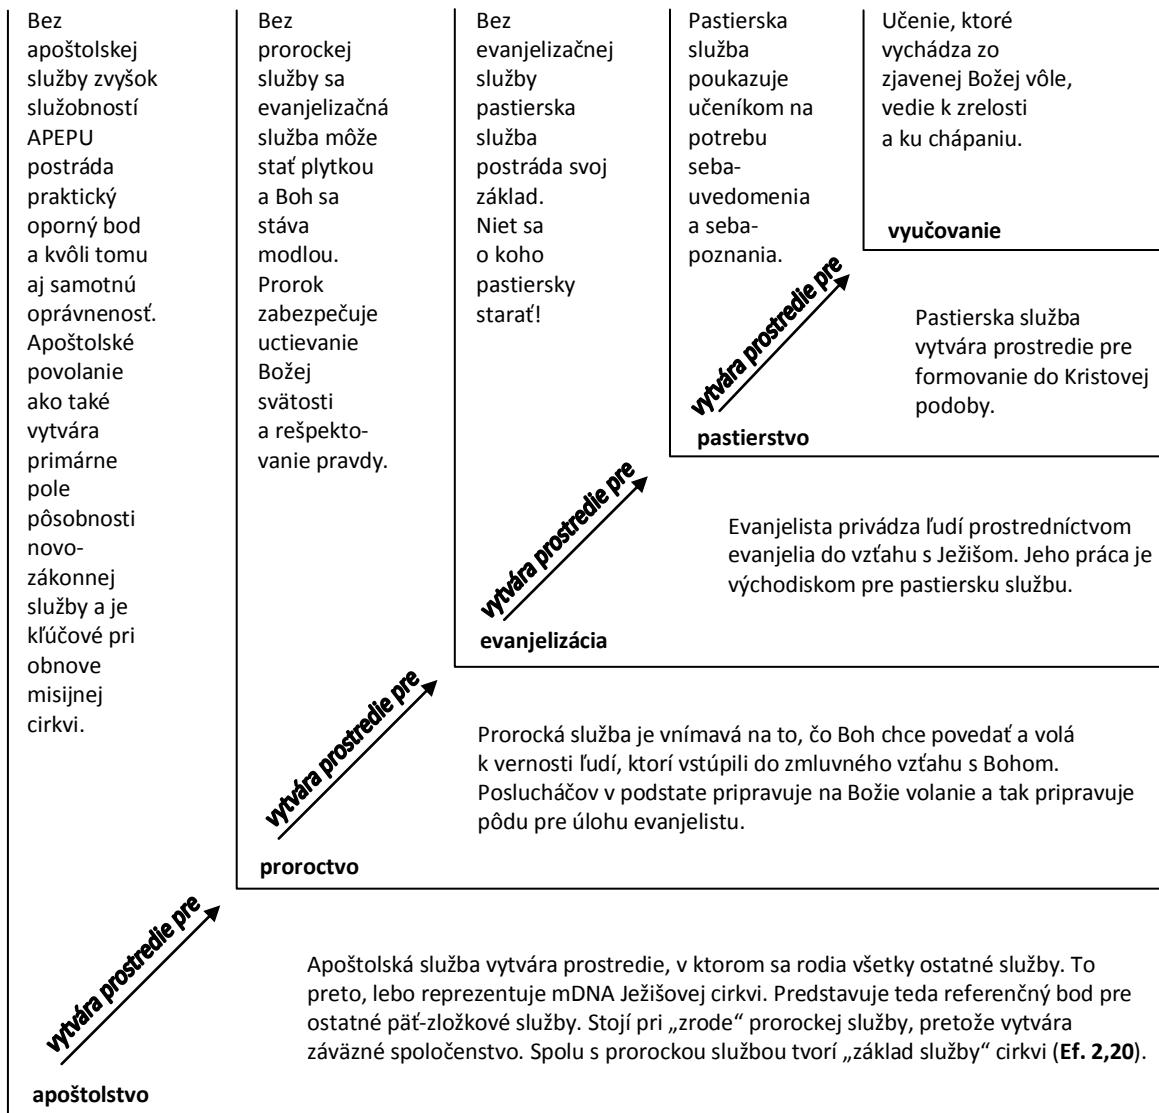 Bez
apoštolskej
služby zvyšok
služobností
APEPU
postráda
praktický
oporný bod
a kvôli tomu
aj samotnú
oprávnenosť.
Apoštolské
povolanie
ako také
vytvára
primárne
pole
pôsobnosti
novo-
zákonnej
služby a je
kľúčové pri
obnove
misijnej
cirkvi.
Bez
prorockej
služby sa
evanjelizačná
služba môže
stať plytkou
a Boh sa
stáva
modlou.
Prorok
zabezpečuje
uctievanie
Božej
svätosti
a rešpekto-
vanie pravdy.
Bez
evanjelizačnej
služby
pastierska
služba
postráda svoj
základ.
Niet sa
o koho
pastiersky
starať!
Pastierska
služba
poukazuje
učeníkom na
potrebu
seba-
uvedomenia
a seba-
poznania.
Učenie, ktoré
vychádza zo
zjavenej Božej vôle,
vedie k zrelosti
a ku chápaniu.
vyučovanie
vytvára prostredie pre
Pastierska služba
vytvára prostredie pre
formovanie do Kristovej
podoby.
pastierstvo
vytvára prostredie pre
Evanjelista privádza ľudí prostredníctvom
evanjelia do vzťahu s Ježišom. Jeho práca je
východiskom pre pastiersku službu.
evanjelizácia
vytvára prostredie pre
Prorocká služba je vnímavá na to, čo Boh chce povedať a volá
k vernosti ľudí, ktorí vstúpili do zmluvného vzťahu s Bohom.
Poslucháčov v podstate pripravuje na Božie volanie a tak pripravuje
pôdu pre úlohu evanjelistu.
proroctvo
vytvára prostredie pre
Apoštolská služba vytvára prostredie, v ktorom sa rodia všetky ostatné služby. To
preto, lebo reprezentuje mDNA Ježišovej cirkvi. Predstavuje teda referenčný bod pre
ostatné päť-zložkové služby. Stojí pri „zrode“ prorockej služby, pretože vytvára
záväzné spoločenstvo. Spolu s prorockou službou tvorí „základ služby“ cirkvi (Ef. 2,20).
apoštolstvo